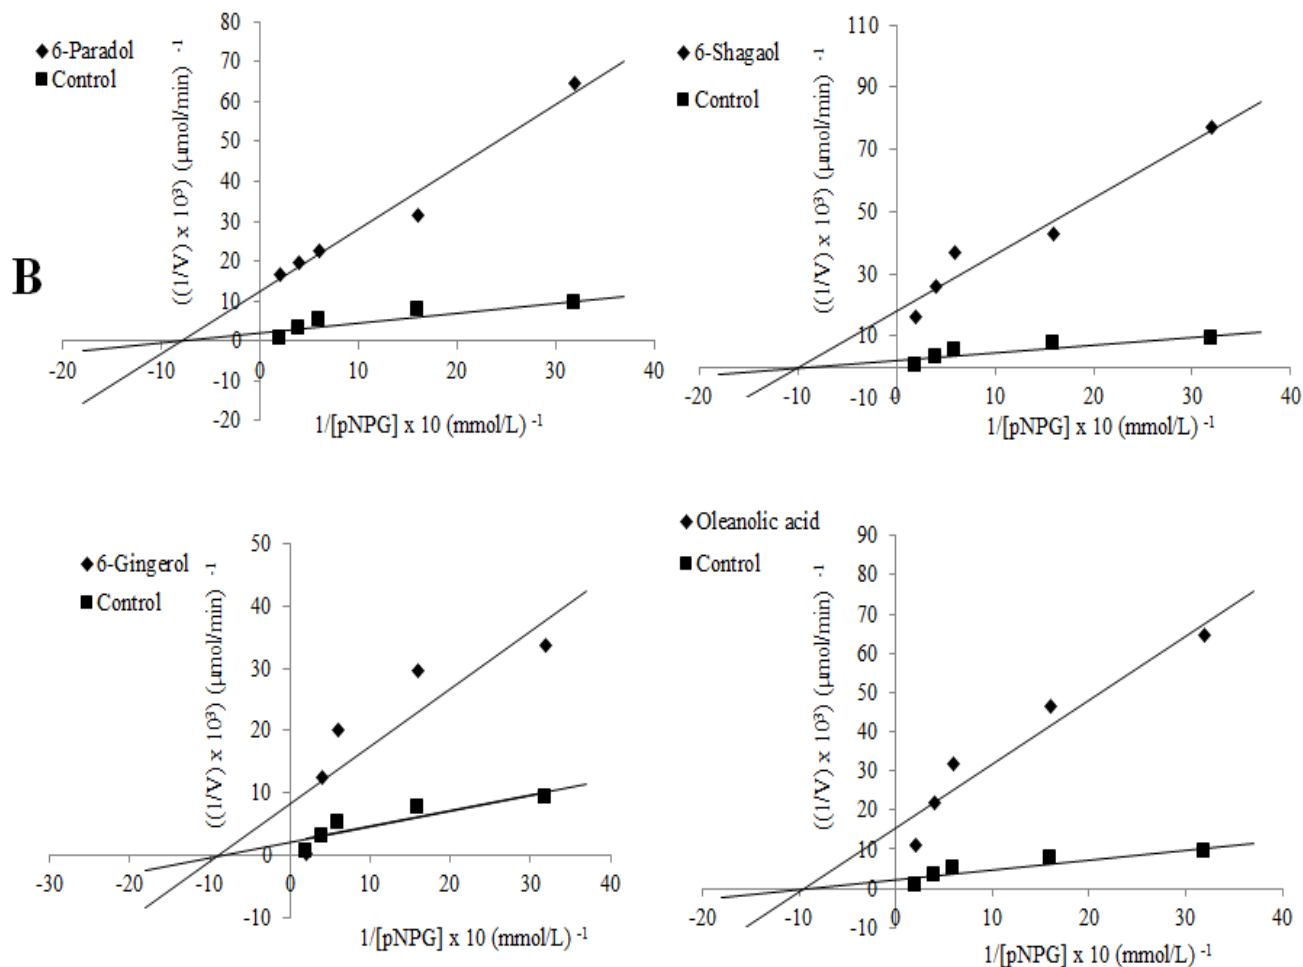 B
6-Paradol
Control
((1/V) x 10³) (µmol/min) -1
80
70
60
50
40
30
20
10
0
-10
-20
-20 -10 0 10 20 30 40
1/[pNPG] x 10 (mmol/L) -1
6-Shagaol
Control
((1/V) x 10³) (µmol/min) -1
110
90
70
50
30
10
-10
-20 -10 0 10 20 30 40
1/[pNPG] x 10 (mmol/L) -1
6-Gingerol
Control
((1/V) x 10³) (µmol/min) -1
50
40
30
20
10
0
-10
-30 -20 -10 0 10 20 30 40
1/[pNPG] x 10 (mmol/L) -1
Oleanolic acid
Control
((1/V) x 10³) (µmol/min) -1
90
80
70
60
50
40
30
20
10
0
-10
-20 -10 0 10 20 30 40
1/[pNPG] x 10 (mmol/L) -1